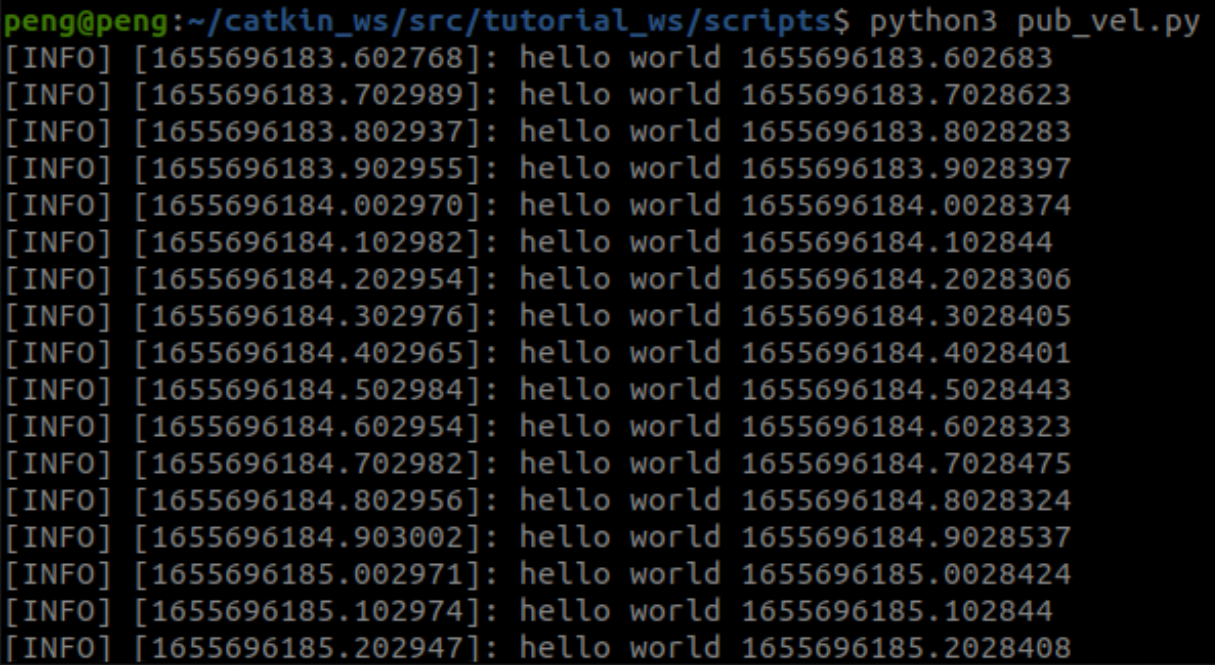 peng@peng:~/catkin_ws/src/tutorial_ws/scripts$ python3 pub_vel.py
[INFO] [1655696183.602768]: hello world 1655696183.602683
[INFO] [1655696183.702989]: hello world 1655696183.7028623
[INFO] [1655696183.802937]: hello world 1655696183.8028283
[INFO] [1655696183.902955]: hello world 1655696183.9028397
[INFO] [1655696184.002970]: hello world 1655696184.0028374
[INFO] [1655696184.102982]: hello world 1655696184.102844
[INFO] [1655696184.202954]: hello world 1655696184.2028306
[INFO] [1655696184.302976]: hello world 1655696184.3028405
[INFO] [1655696184.402965]: hello world 1655696184.4028401
[INFO] [1655696184.502984]: hello world 1655696184.5028443
[INFO] [1655696184.602954]: hello world 1655696184.6028323
[INFO] [1655696184.702982]: hello world 1655696184.7028475
[INFO] [1655696184.802956]: hello world 1655696184.8028324
[INFO] [1655696184.903002]: hello world 1655696184.9028537
[INFO] [1655696185.002971]: hello world 1655696185.0028424
[INFO] [1655696185.102974]: hello world 1655696185.102844
[INFO] [1655696185.202947]: hello world 1655696185.2028408